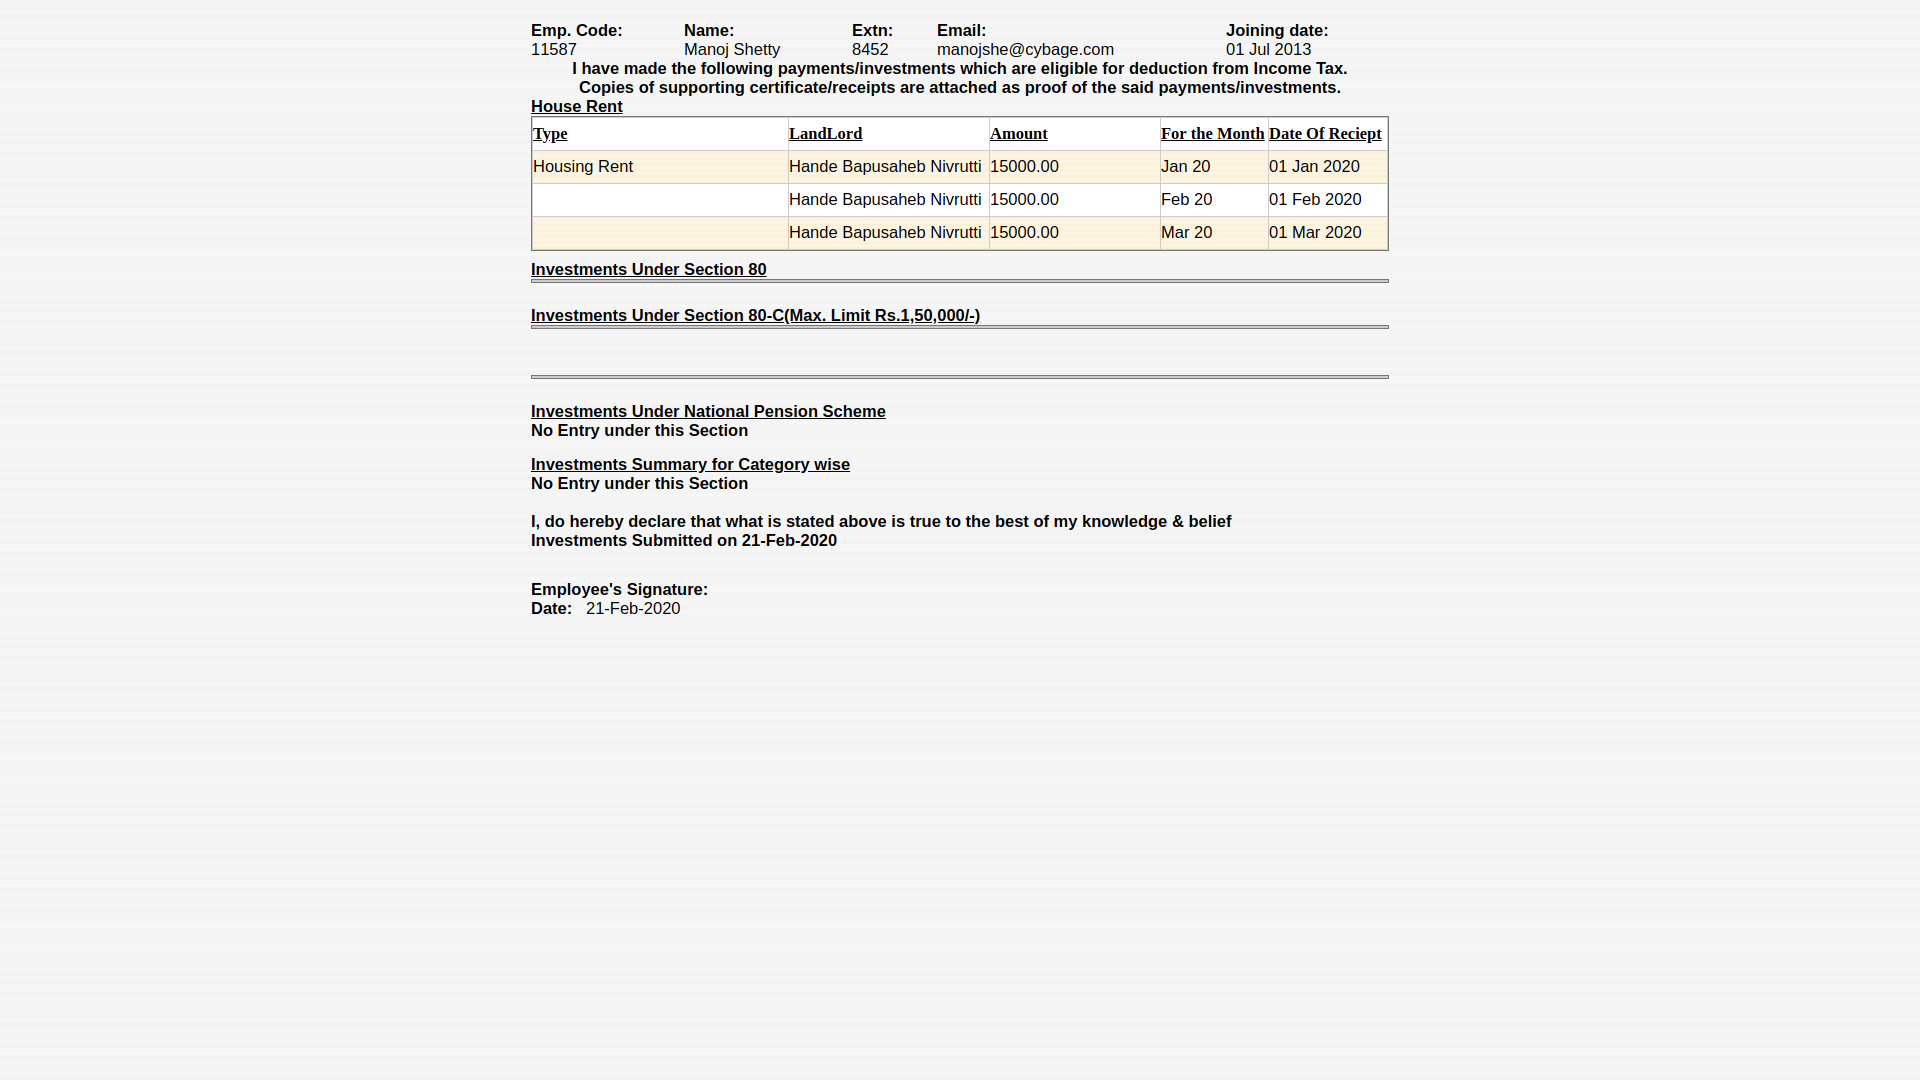 Emp. Code: Name: Extn: Email: Joining date:
11587 Manoj Shetty 8452 manojshe@cybage.com 01 Jul 2013
I have made the following payments/investments which are eligible for deduction from Income Tax.
Copies of supporting certificate/receipts are attached as proof of the said payments/investments.
House Rent
Type LandLord Amount For the Month Date Of Reciept
Housing Rent Hande Bapusaheb Nivrutti 15000.00 Jan 20 01 Jan 2020
Hande Bapusaheb Nivrutti 15000.00 Feb 20 01 Feb 2020
Hande Bapusaheb Nivrutti 15000.00 Mar 20 01 Mar 2020
Investments Under Section 80
Investments Under Section 80-C(Max. Limit Rs.1,50,000/-)
Investments Under National Pension Scheme
No Entry under this Section
Investments Summary for Category wise
No Entry under this Section
I, do hereby declare that what is stated above is true to the best of my knowledge & belief
Investments Submitted on 21-Feb-2020
Employee's Signature:
Date: 21-Feb-2020